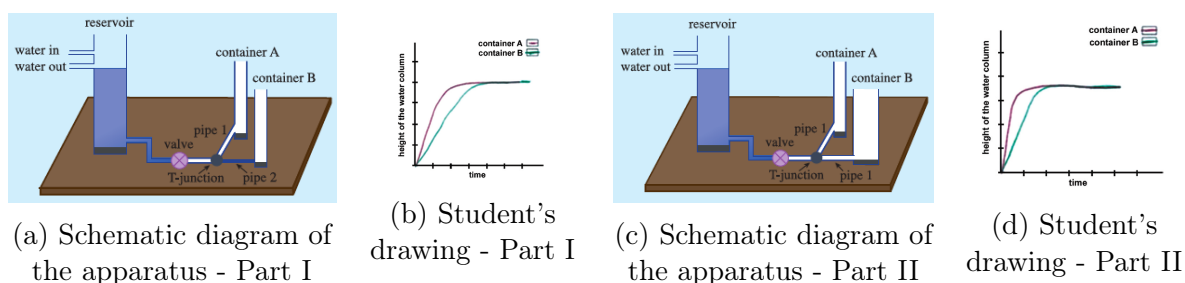 reservoir
water in
water out
container A
container B
pipe 1
valve
T-junction
pipe 2
(a) Schematic diagram of
the apparatus - Part I
container A
container B
height of the water column
time
(b) Student's
drawing - Part I
reservoir
water in
water out
container A
container B
pipe 1
valve
T-junction
pipe 1
(c) Schematic diagram of
the apparatus - Part II
container A
container B
height of the water column
time
(d) Student's
drawing - Part II